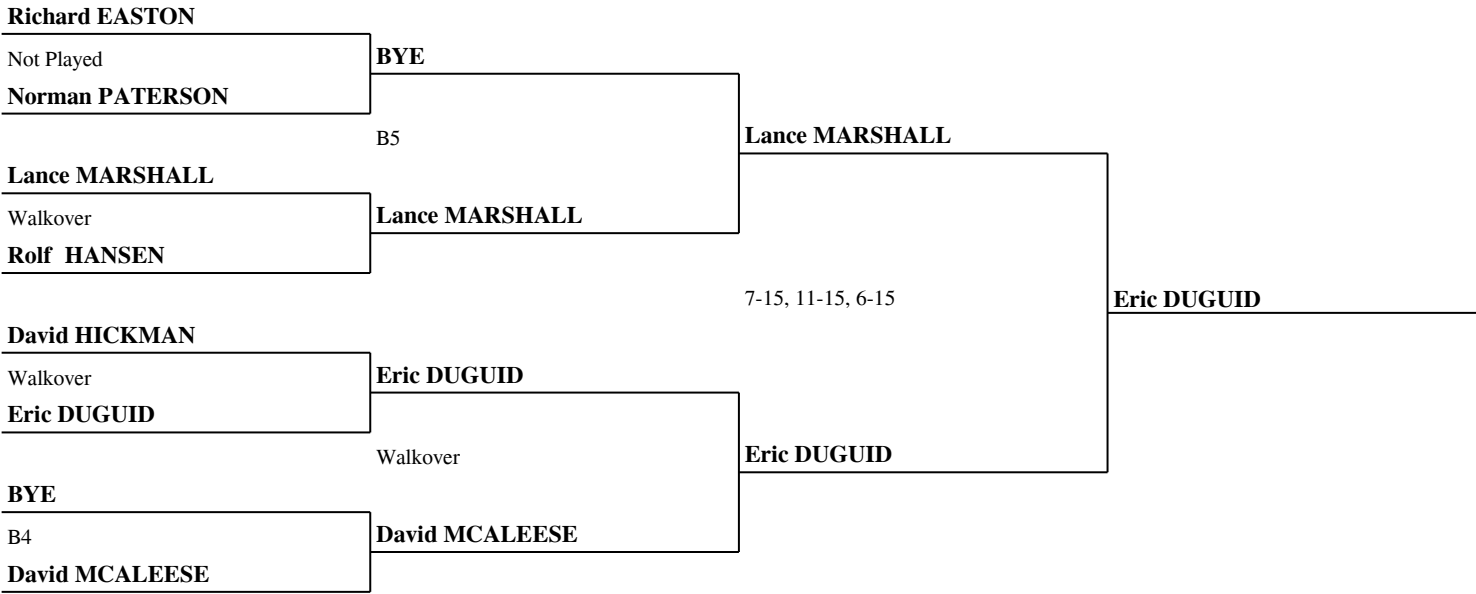 Richard EASTON
Not Played
BYE
Norman PATERSON
B5
Lance MARSHALL
Lance MARSHALL
Walkover
Lance MARSHALL
Rolf HANSEN
7-15, 11-15, 6-15
Eric DUGUID
David HICKMAN
Walkover
Eric DUGUID
Eric DUGUID
Walkover
Eric DUGUID
BYE
B4
David MCALEESE
David MCALEESE